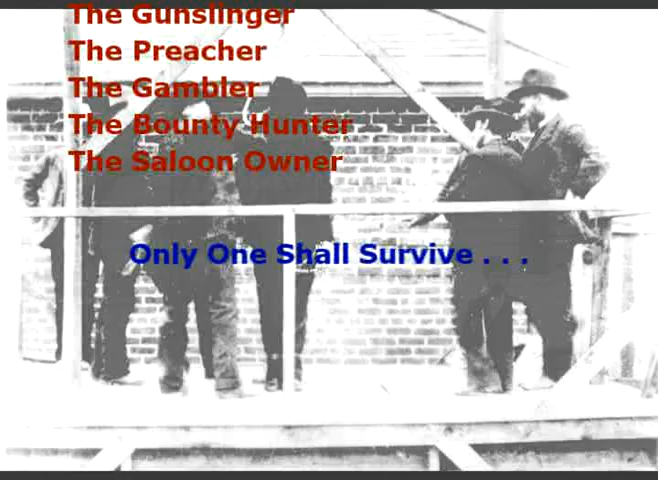 The Gunslinger
The Preacher
The Gambler
The Bounty Hunter
The Saloon Owner
Only One Shall Survive . . .